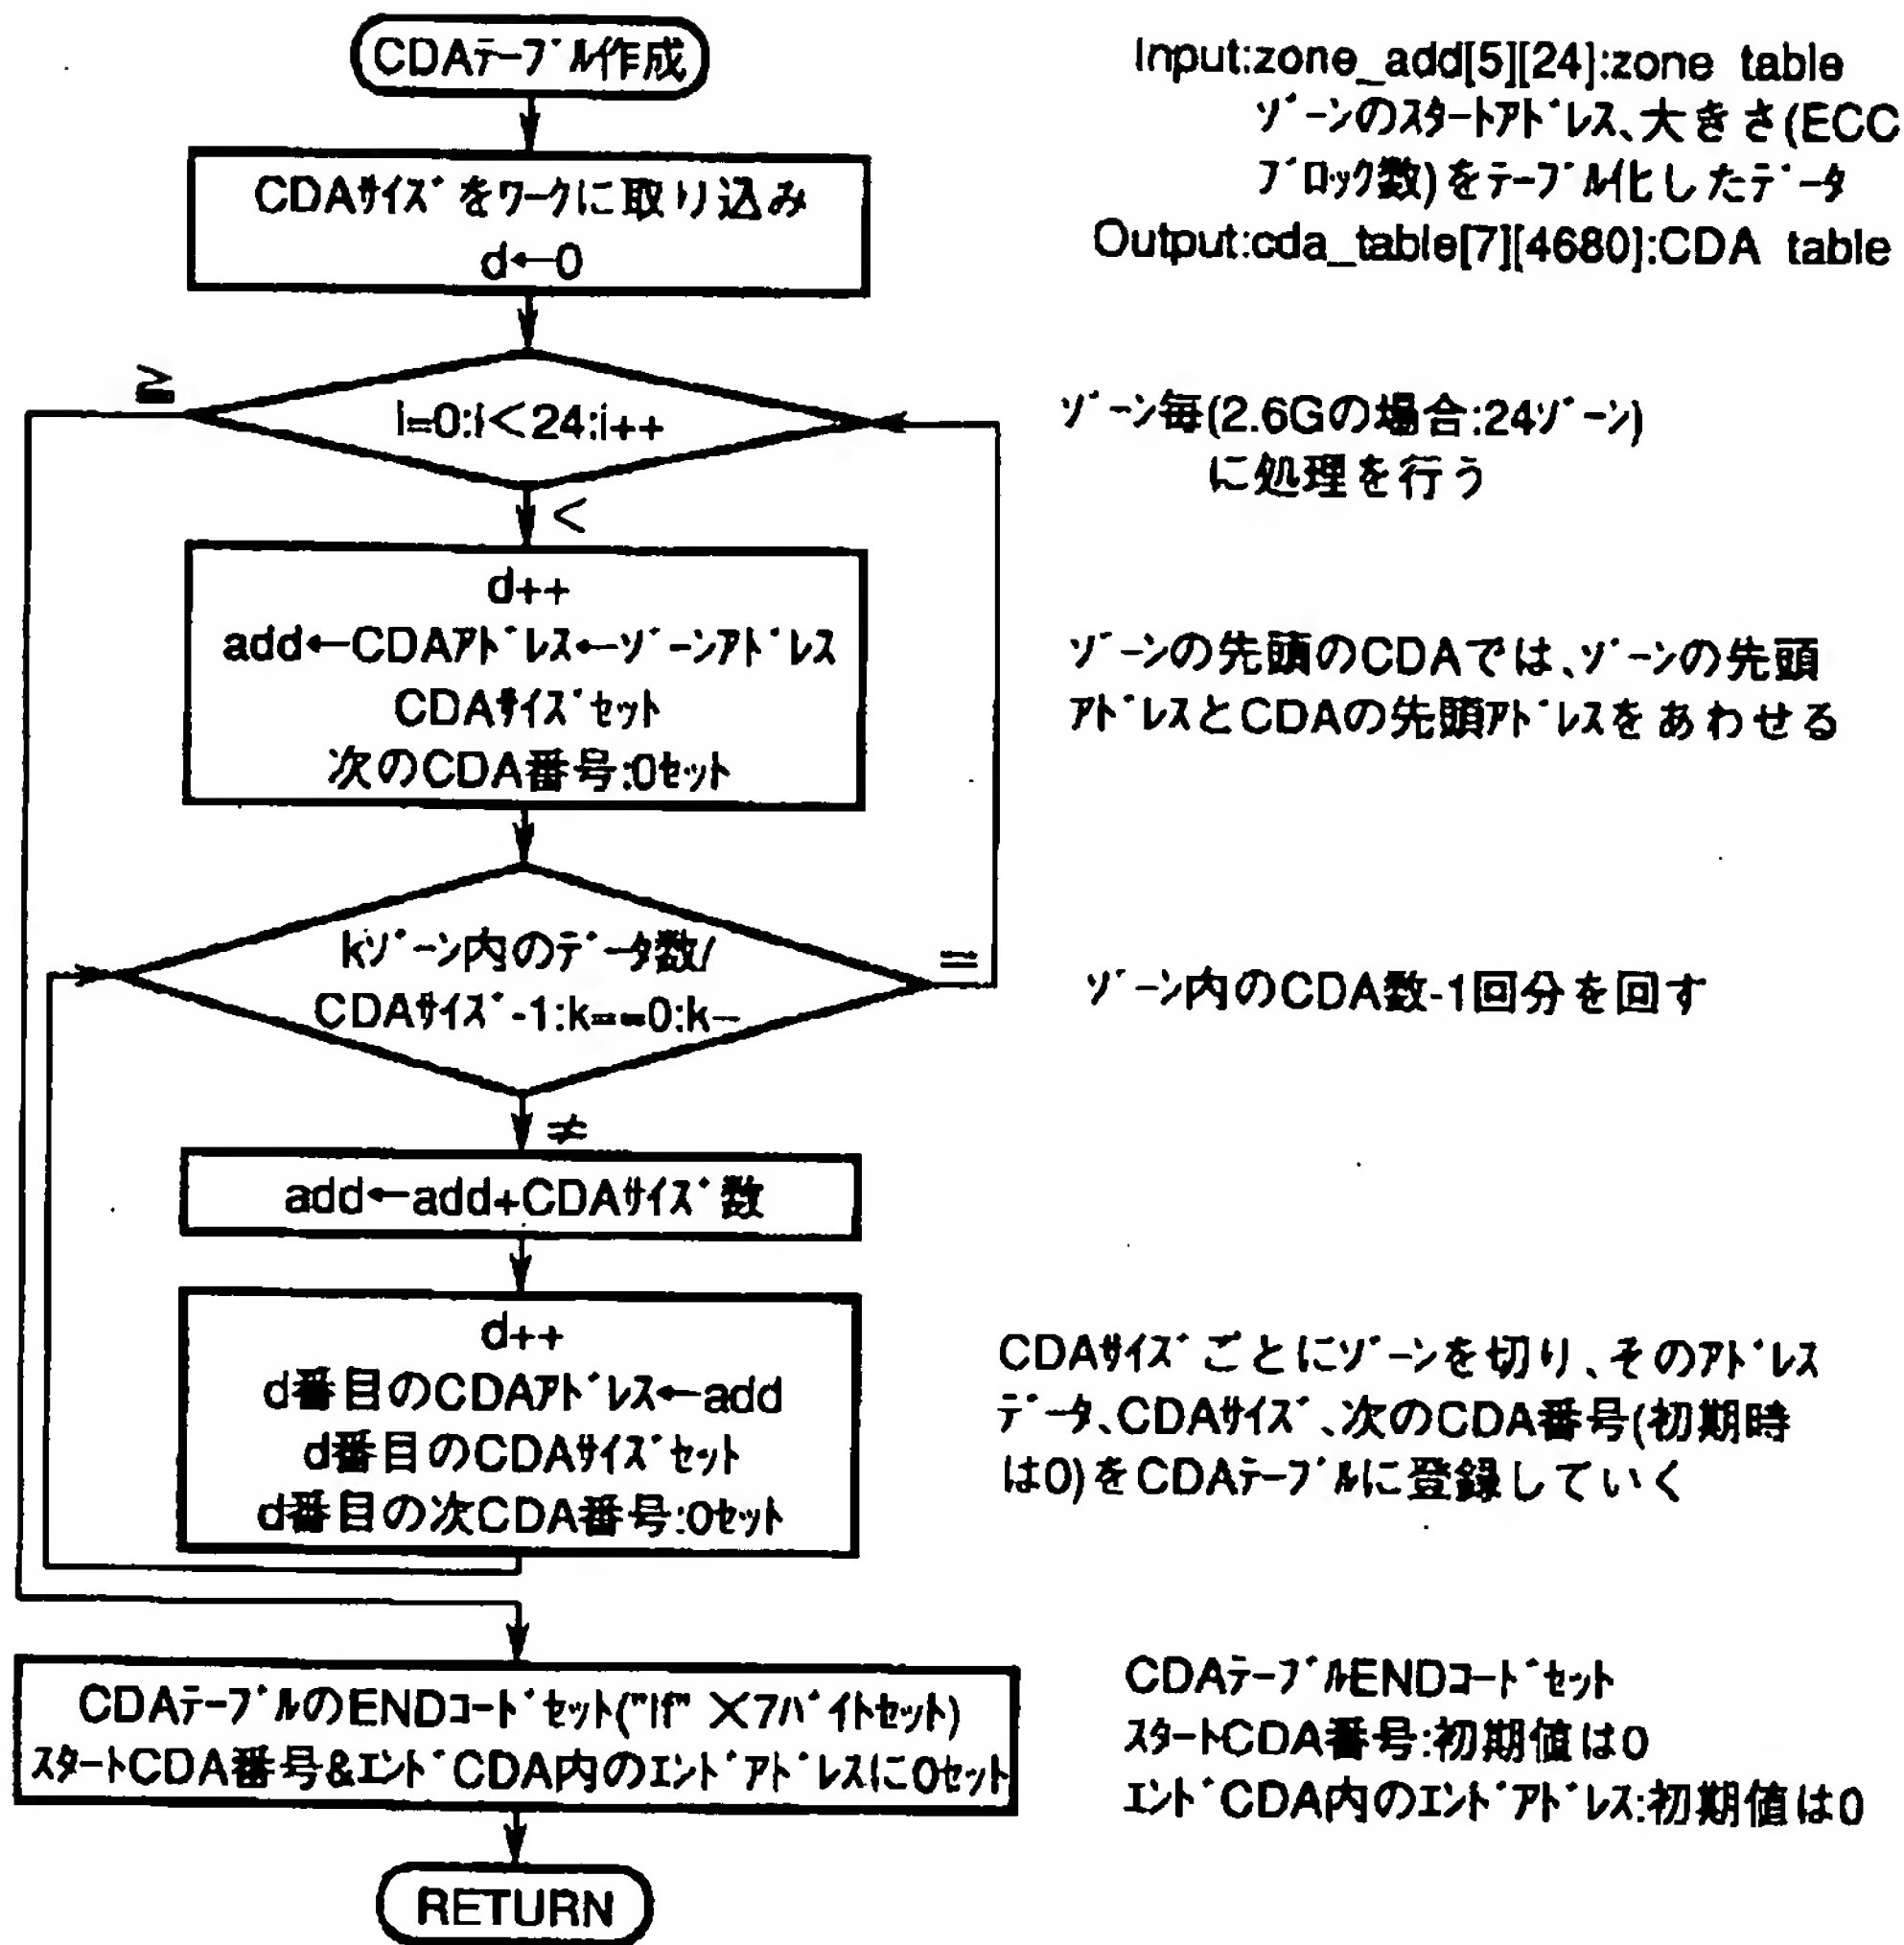 CDAﾃｰﾌﾞﾙ作成
Input:zone_add[5][24]:zone table
ｿﾞｰﾝのｽﾀｰﾄｱﾄﾞﾚｽ、大きさ(ECC
ﾌﾞﾛｯｸ数)をﾃｰﾌﾞﾙ化したﾃﾞｰﾀ
Output:cda_table[7][4680]:CDA table
CDAｻｲｽﾞをﾜｰｸに取り込み
d←0
≧
i=0:i<24:i++
ｿﾞｰﾝ毎(2.6Gの場合:24ｿﾞｰﾝ)
に処理を行う
<
d++
add←CDAｱﾄﾞﾚｽ←ｿﾞｰﾝｱﾄﾞﾚｽ
CDAｻｲｽﾞｾｯﾄ
次のCDA番号:0ｾｯﾄ
ｿﾞｰﾝの先頭のCDAでは、ｿﾞｰﾝの先頭
ｱﾄﾞﾚｽとCDAの先頭ｱﾄﾞﾚｽをあわせる
kｿﾞｰﾝ内のﾃﾞｰﾀ数/
CDAｻｲｽﾞ-1:k==0:k–
=
ｿﾞｰﾝ内のCDA数-1回分を回す
≠
add←add+CDAｻｲｽﾞ数
d++
d番目のCDAｱﾄﾞﾚｽ←add
d番目のCDAｻｲｽﾞｾｯﾄ
d番目の次CDA番号:0ｾｯﾄ
CDAｻｲｽﾞごとにｿﾞｰﾝを切り、そのｱﾄﾞﾚｽ
ﾃﾞｰﾀ、CDAｻｲｽﾞ、次のCDA番号(初期時
は0)をCDAﾃｰﾌﾞﾙに登録していく
CDAﾃｰﾌﾞﾙのENDｺｰﾄﾞｾｯﾄ("ff" ×7ﾊﾞｲﾄｾｯﾄ)
ｽﾀｰﾄCDA番号&ｴﾝﾄﾞCDA内のｴﾝﾄﾞｱﾄﾞﾚｽに0ｾｯﾄ
CDAﾃｰﾌﾞﾙENDｺｰﾄﾞｾｯﾄ
ｽﾀｰﾄCDA番号:初期値は0
ｴﾝﾄﾞCDA内のｴﾝﾄﾞｱﾄﾞﾚｽ:初期値は0
RETURN